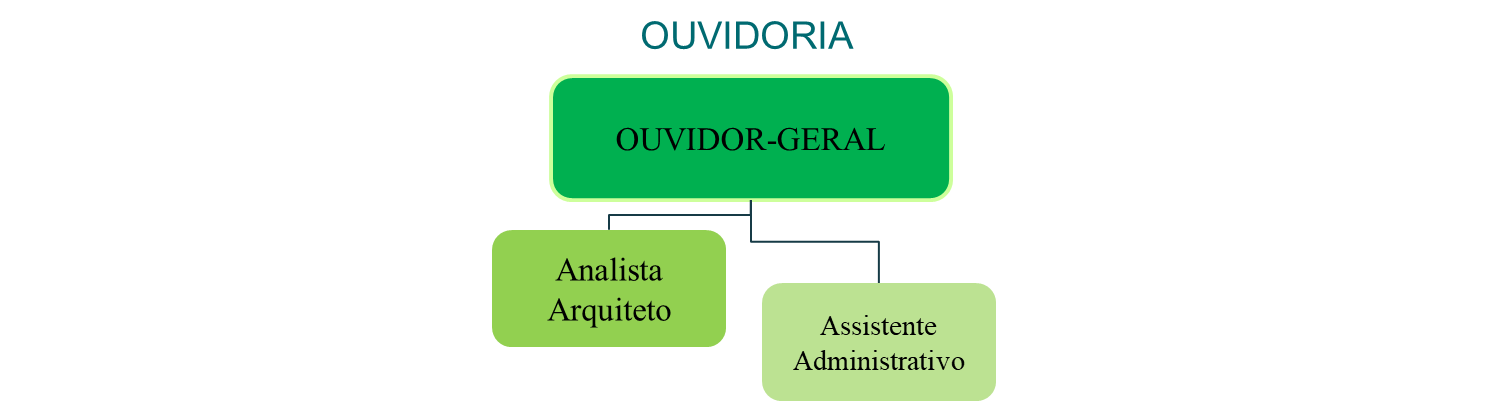 OUVIDORIA
OUVIDOR-GERAL
Analista
Arquiteto
Assistente
Administrativo